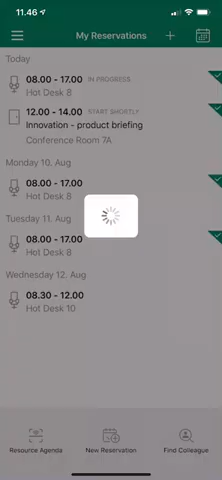 11.46
My Reservations
Today
08.00 - 17.00 IN PROGRESS
Hot Desk 8
12.00 - 14.00 START SHORTLY
Innovation - product briefing
Conference Room 7A
Monday 10. Aug
08.00 - 17.00
Hot Desk 8
Tuesday 11. Aug
08.00 - 17.00
Hot Desk 8
Wednesday 12. Aug
08.30 - 12.00
Hot Desk 10
Resource Agenda
New Reservation
Find Colleague